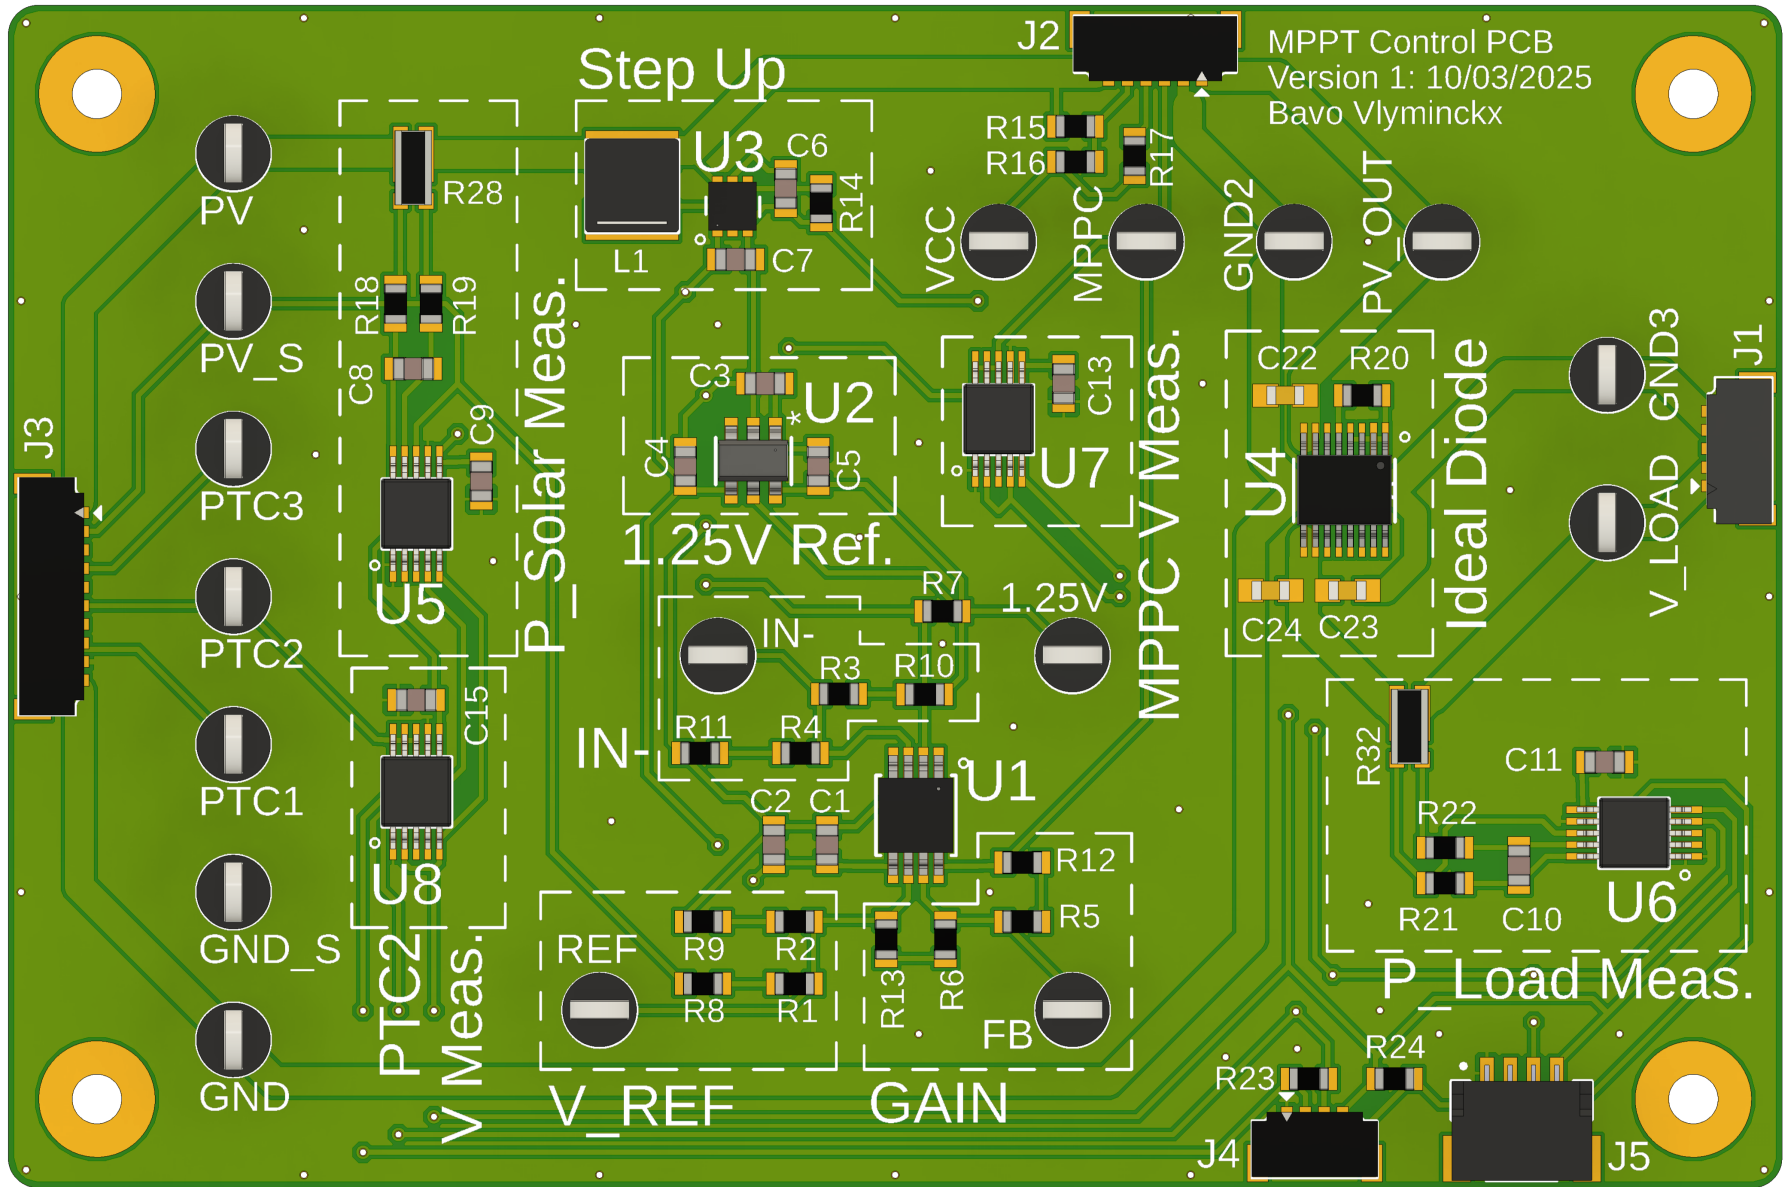 J2
MPPT Control PCB
Version 1: 10/03/2025
Bavo Vlyminckx
Step Up
U3
C6
R14
C7
L1
R15
R16
R17
R28
PV
VCC
MPPC
GND2
PV_OUT
R18
R19
C8
PV_S
P_Solar Meas.
C3
U2
*
C4
C5
1.25V Ref.
C13
U7
MPPC V Meas.
C22
R20
U4
Ideal Diode
C24
C23
GND3
J1
V_LOAD
J3
C9
PTC3
U5
PTC2
R7
1.25V
IN-
R3
R10
R11
R4
IN-
C15
U8
PTC1
PTC2
V Meas.
U1
C2
C1
R12
R5
R32
C11
R22
R21
C10
U6
P_Load Meas.
GND_S
REF
R9
R2
R8
R1
R13
R6
FB
GND
V_REF
GAIN
R23
R24
J4
J5